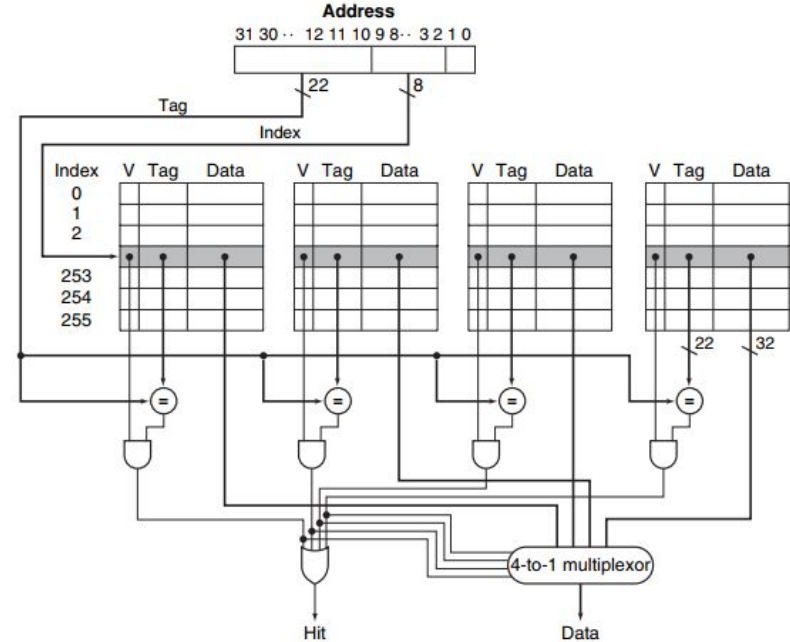 Address
31 30 ·· 12 11 10 9 8 ·· 3 2 1 0
22
8
Tag
Index
Index V Tag Data V Tag Data V Tag Data V Tag Data
0
1
2
253
254
255
22 32
= = = =
4-to-1 multiplexor
Hit Data